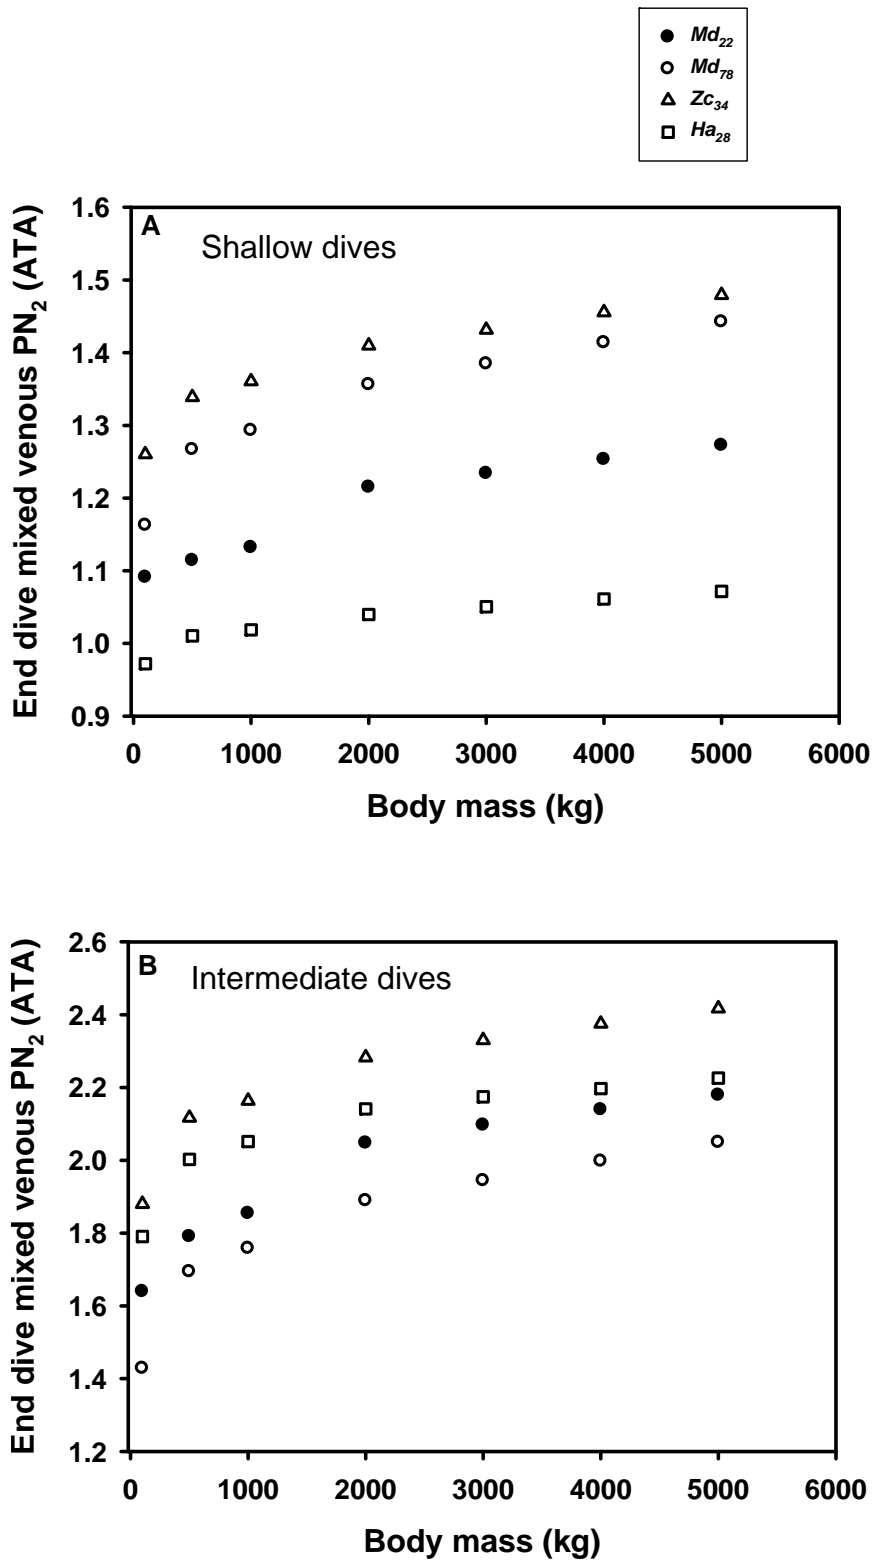 Md22
Md78
Zc34
Ha28
A
Shallow dives
End dive mixed venous PN2 (ATA)
1.6
1.5
1.4
1.3
1.2
1.1
1.0
0.9
0 1000 2000 3000 4000 5000 6000
Body mass (kg)
B
Intermediate dives
End dive mixed venous PN2 (ATA)
2.6
2.4
2.2
2.0
1.8
1.6
1.4
1.2
0 1000 2000 3000 4000 5000 6000
Body mass (kg)